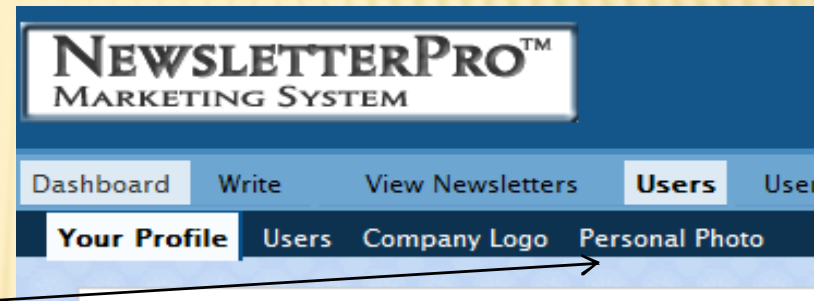 NEWSLETTERPRO™
MARKETING SYSTEM
Dashboard Write View Newsletters Users
Your Profile Users Company Logo Personal Photo